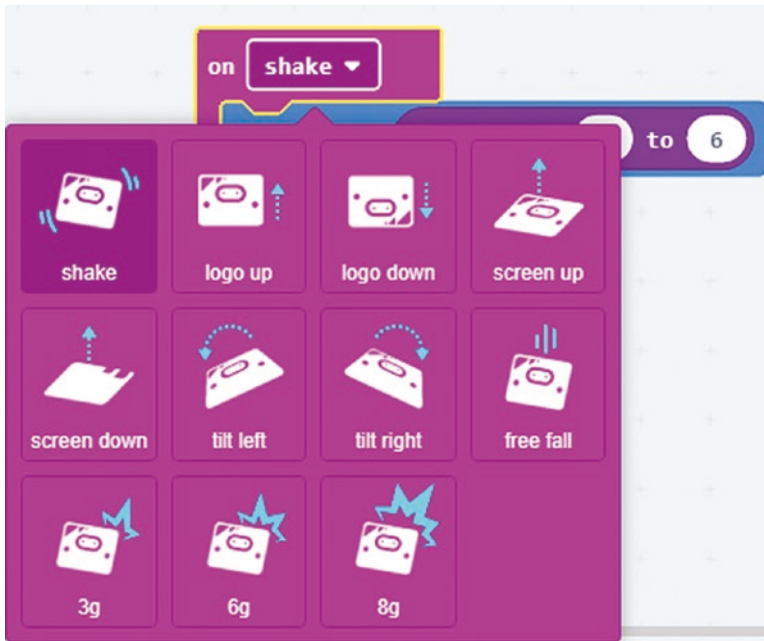 on shake
to 6
shake logo up logo down screen up
screen down tilt left tilt right free fall
3g 6g 8g